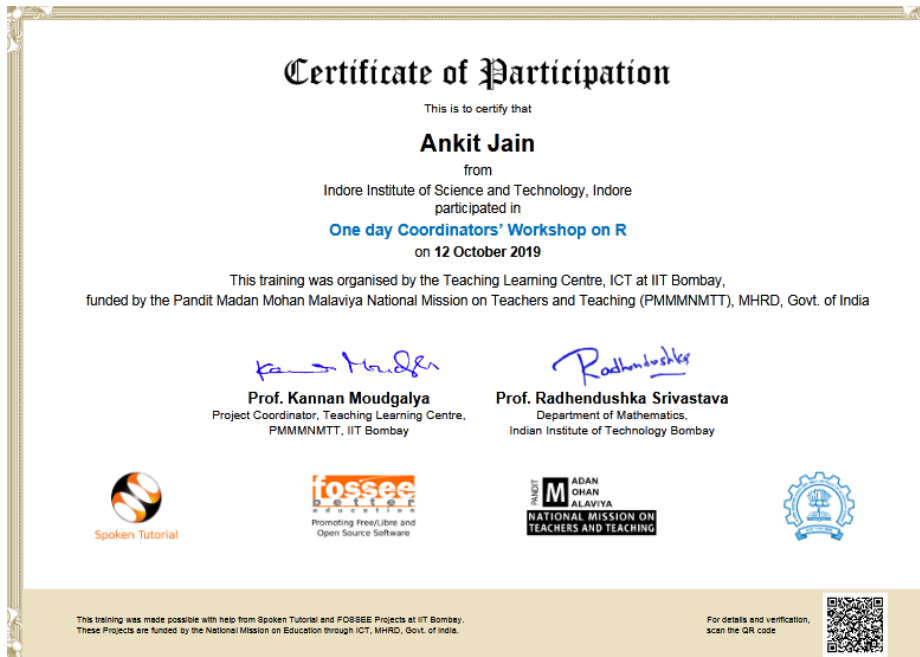 Certificate of Participation
This is to certify that
Ankit Jain
from
Indore Institute of Science and Technology, Indore
participated in
One day Coordinators' Workshop on R
on 12 October 2019
This training was organised by the Teaching Learning Centre, ICT at IIT Bombay,
funded by the Pandit Madan Mohan Malaviya National Mission on Teachers and Teaching (PMMMNMTT), MHRD, Govt. of India
Radhendushka
Prof. Kannan Moudgalya
Project Coordinator, Teaching Learning Centre,
PMMMNMTT, IIT Bombay
Prof. Radhendushka Srivastava
Department of Mathematics,
Indian Institute of Technology Bombay
Spoken Tutorial
fossee
better
education
Promoting Free/Libre and
Open Source Software
PANDIT
MADAN
MOHAN
MALAVIYA
NATIONAL MISSION ON
TEACHERS AND TEACHING
This training was made possible with help from Spoken Tutorial and FOSSEE Projects at IIT Bombay.
These Projects are funded by the National Mission on Education through ICT, MHRD, Govt. of India.
For details and verification,
scan the QR code